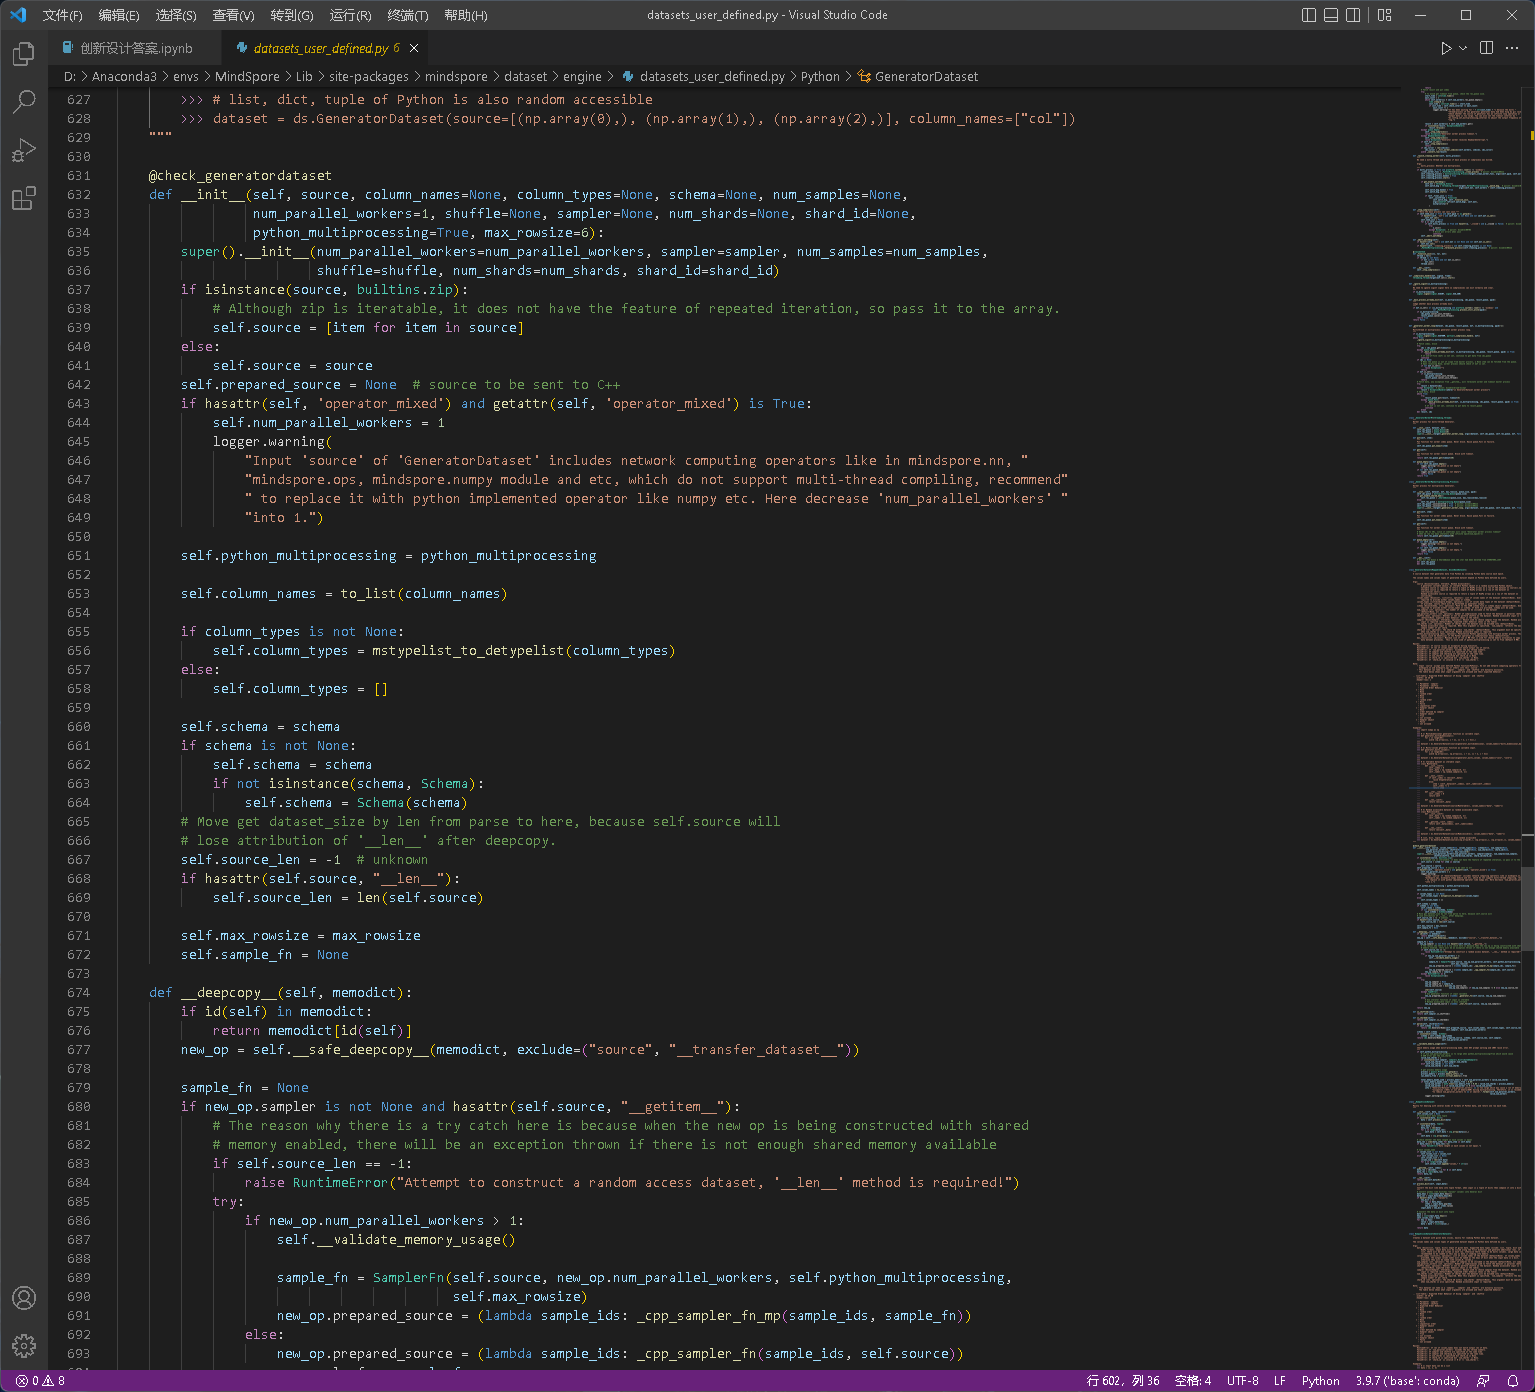 文件(F) 编辑(E) 选择(S) 查看(V) 转到(G) 运行(R) 终端(T) 帮助(H) datasets_user_defined.py - Visual Studio Code
创新设计答案.ipynb datasets_user_defined.py 6
D: > Anaconda3 > envs > MindSpore > Lib > site-packages > mindspore > dataset > engine > datasets_user_defined.py > Python > GeneratorDataset
627 >>> # list, dict, tuple of Python is also random accessible
628 >>> dataset = ds.GeneratorDataset(source=[(np.array(0),), (np.array(1),), (np.array(2),)], column_names=["col"])
629 """
630
631 @check_generatordataset
632 def __init__(self, source, column_names=None, column_types=None, schema=None, num_samples=None,
633 num_parallel_workers=1, shuffle=None, sampler=None, num_shards=None, shard_id=None,
634 python_multiprocessing=True, max_rowsize=6):
635 super().__init__(num_parallel_workers=num_parallel_workers, sampler=sampler, num_samples=num_samples,
636 shuffle=shuffle, num_shards=num_shards, shard_id=shard_id)
637 if isinstance(source, builtins.zip):
638 # Although zip is iteratable, it does not have the feature of repeated iteration, so pass it to the array.
639 self.source = [item for item in source]
640 else:
641 self.source = source
642 self.prepared_source = None  # source to be sent to C++
643 if hasattr(self, 'operator_mixed') and getattr(self, 'operator_mixed') is True:
644 self.num_parallel_workers = 1
645 logger.warning(
646 "Input 'source' of 'GeneratorDataset' includes network computing operators like in mindspore.nn, "
647 "mindspore.ops, mindspore.numpy module and etc, which do not support multi-thread compiling, recommend"
648 " to replace it with python implemented operator like numpy etc. Here decrease 'num_parallel_workers' "
649 "into 1.")
650
651 self.python_multiprocessing = python_multiprocessing
652
653 self.column_names = to_list(column_names)
654
655 if column_types is not None:
656 self.column_types = mstypelist_to_detypelist(column_types)
657 else:
658 self.column_types = []
659
660 self.schema = schema
661 if schema is not None:
662 self.schema = schema
663 if not isinstance(schema, Schema):
664 self.schema = Schema(schema)
665 # Move get dataset_size by len from parse to here, because self.source will
666 # lose attribution of '__len__' after deepcopy.
667 self.source_len = -1  # unknown
668 if hasattr(self.source, "__len__"):
669 self.source_len = len(self.source)
670
671 self.max_rowsize = max_rowsize
672 self.sample_fn = None
673
674 def __deepcopy__(self, memodict):
675 if id(self) in memodict:
676 return memodict[id(self)]
677 new_op = self.__safe_deepcopy__(memodict, exclude=("source", "__transfer_dataset__"))
678
679 sample_fn = None
680 if new_op.sampler is not None and hasattr(self.source, "__getitem__"):
681 # The reason why there is a try catch here is because when the new op is being constructed with shared
682 # memory enabled, there will be an exception thrown if there is not enough shared memory available
683 if self.source_len == -1:
684 raise RuntimeError("Attempt to construct a random access dataset, '__len__' method is required!")
685 try:
686 if new_op.num_parallel_workers > 1:
687 self.__validate_memory_usage()
688
689 sample_fn = SamplerFn(self.source, new_op.num_parallel_workers, self.python_multiprocessing,
690 self.max_rowsize)
691 new_op.prepared_source = (lambda sample_ids: _cpp_sampler_fn_mp(sample_ids, sample_fn))
692 else:
693 new_op.prepared_source = (lambda sample_ids: _cpp_sampler_fn(sample_ids, self.source))
0 8 行 602，列 36 空格: 4 UTF-8 LF Python 3.9.7 ('base': conda)